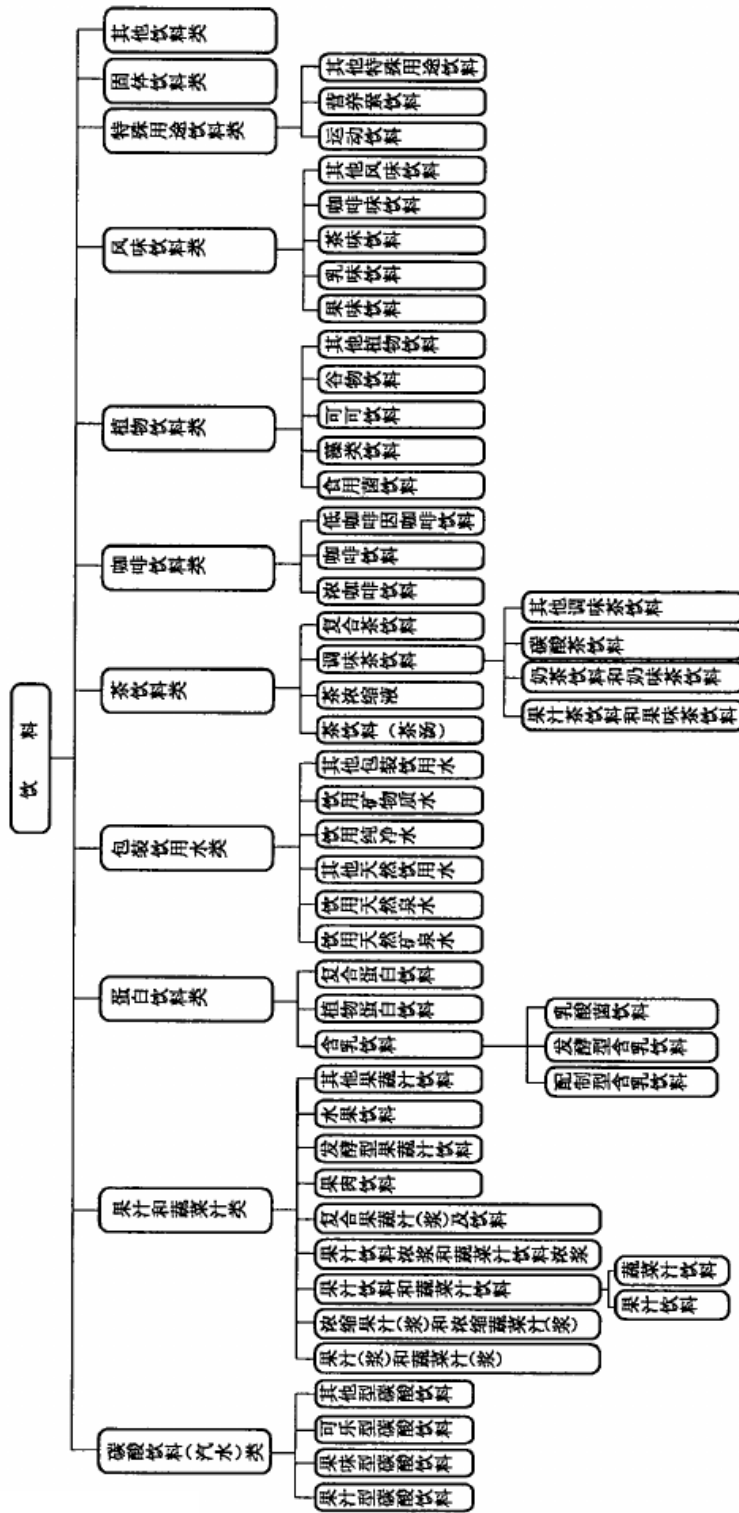 饮 料
碳酸饮料(汽水)类
果汁型碳酸饮料
果味型碳酸饮料
可乐型碳酸饮料
其他型碳酸饮料
果汁和蔬菜汁类
果汁(浆)和蔬菜汁(浆)
浓缩果汁(浆)和浓缩蔬菜汁(浆)
果汁饮料和蔬菜汁饮料
果汁饮料
蔬菜汁饮料
果汁饮料浓浆和蔬菜汁饮料浓浆
复合果蔬汁(浆)及饮料
果肉饮料
发酵型果蔬汁饮料
水果饮料
其他果蔬汁饮料
蛋白饮料类
含乳饮料
配制型含乳饮料
发酵型含乳饮料
乳酸菌饮料
植物蛋白饮料
复合蛋白饮料
包装饮用水类
饮用天然矿泉水
饮用天然泉水
其他天然饮用水
饮用纯净水
饮用矿物质水
其他包装饮用水
茶饮料类
茶饮料(茶汤)
茶浓缩液
调味茶饮料
果汁茶饮料和果味茶饮料
奶茶饮料和奶味茶饮料
碳酸茶饮料
其他调味茶饮料
复合茶饮料
咖啡饮料类
浓咖啡饮料
咖啡饮料
低咖啡因咖啡饮料
植物饮料类
食用菌饮料
藻类饮料
可可饮料
谷物饮料
其他植物饮料
风味饮料类
果味饮料
乳味饮料
茶味饮料
咖啡味饮料
其他风味饮料
特殊用途饮料类
运动饮料
营养素饮料
其他特殊用途饮料
固体饮料类
其他饮料类